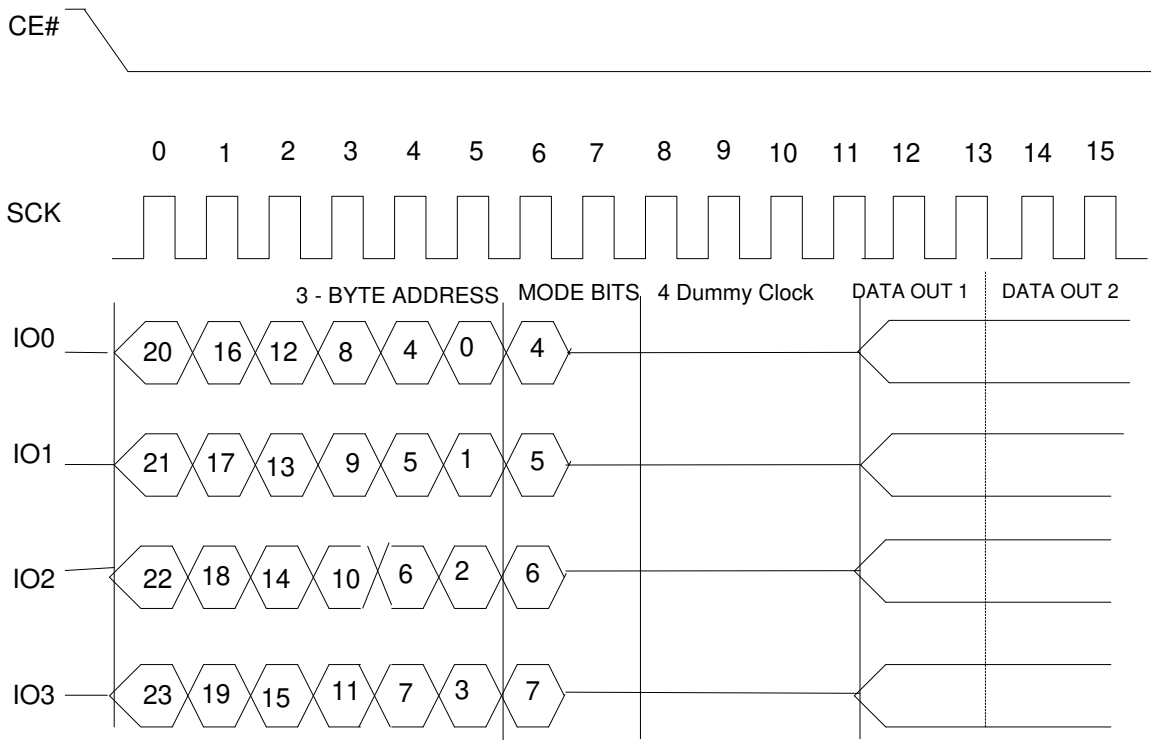 CE#
0 1 2 3 4 5 6 7 8 9 10 11 12 13 14 15
SCK
3 - BYTE ADDRESS MODE BITS 4 Dummy Clock DATA OUT 1 DATA OUT 2
IO0 20 16 12 8 4 0 4
IO1 21 17 13 9 5 1 5
IO2 22 18 14 10 6 2 6
IO3 23 19 15 11 7 3 7